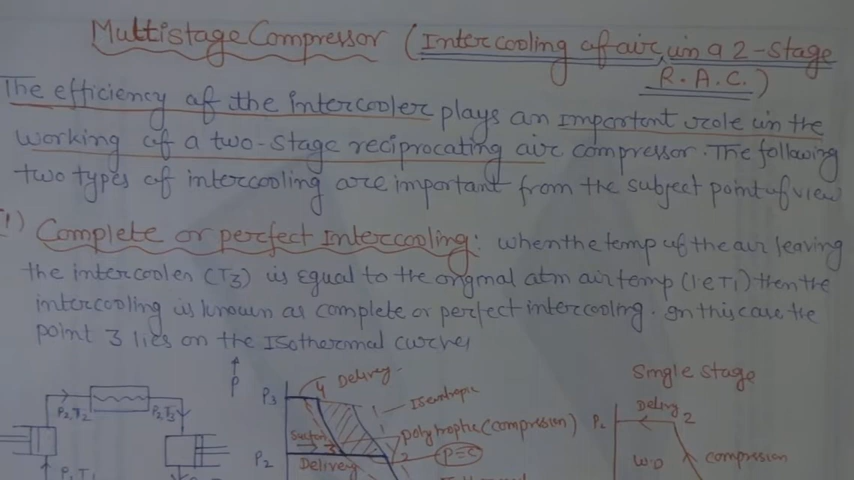 Multistage Compressor (Intercooling of air in a 2-stage
R.A.C.)
The efficiency of the intercooler plays an important role in the
working of a two-stage reciprocating air compressor. The following
two types of intercooling are important from the subject point of view
1) Complete or perfect Intercooling: when the temp of the air leaving
the intercooler (T3) is equal to the original atm air temp (i.e T1) then the
intercooling is known as complete or perfect intercooling. In this case the
point 3 lies on the Isothermal curve
P
P3 4 Delivery
Isentropic
Single stage
P2,T2 P2,T3
Suction 3
polytrophic (compression)
P2
Delivery
2 P=C
Delivery 2
W.D compression
P1,T1